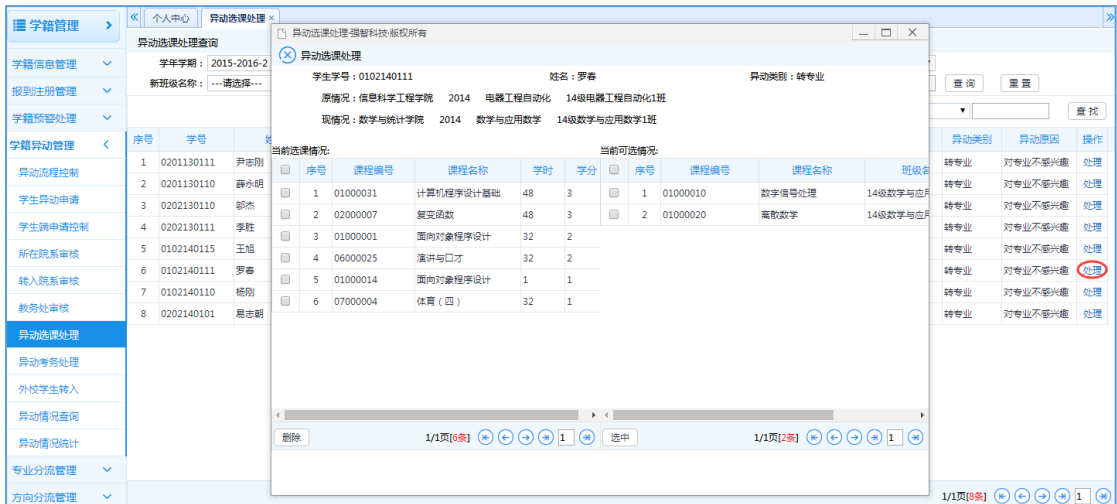 学籍管理
学籍信息管理
报到注册管理
学籍预警处理
学籍异动管理
异动流程控制
学生异动申请
学生端申请控制
所在院系审核
转入院系审核
教务处审核
异动选课处理
异动考务处理
外校学生转入
异动情况查询
异动情况统计
专业分流管理
方向分流管理
个人中心 异动选课处理
异动选课处理查询
学年学期： 2015-2016-2
新班级名称： ---请选择---
查询 重置
查找
序号 学号 异动类别 异动原因 操作
1 0201130111 尹志刚 转专业 对专业不感兴趣 处理
2 0201130110 薛永明 转专业 对专业不感兴趣 处理
3 0202130110 邬杰 转专业 对专业不感兴趣 处理
4 0202130111 李胜 转专业 对专业不感兴趣 处理
5 0102140115 王旭 转专业 对专业不感兴趣 处理
6 0102140111 罗春 转专业 对专业不感兴趣 处理
7 0102140110 杨刚 转专业 对专业不感兴趣 处理
8 0202140101 易志朝 转专业 对专业不感兴趣 处理
1/1页[8条] 1
异动选课处理-强智科技·版权所有
异动选课处理
学生学号：0102140111 姓名：罗春 异动类别：转专业
原情况：信息科学工程学院 2014 电器工程自动化 14级电器工程自动化1班
现情况：数学与统计学院 2014 数学与应用数学 14级数学与应用数学1班
当前选课情况:
序号 课程编号 课程名称 学时 学分
1 01000031 计算机程序设计基础 48 3
2 02000007 复变函数 48 3
3 01000001 面向对象程序设计 32 2
4 06000025 演讲与口才 32 2
5 01000014 面向对象程序设计 1 1
6 07000004 体育（四） 32 1
删除 1/1页[6条] 1
当前可选情况:
序号 课程编号 课程名称 班级名
1 01000010 数字信号处理 14级数学与应用
2 01000020 离散数学 14级数学与应用
选中 1/1页[2条] 1